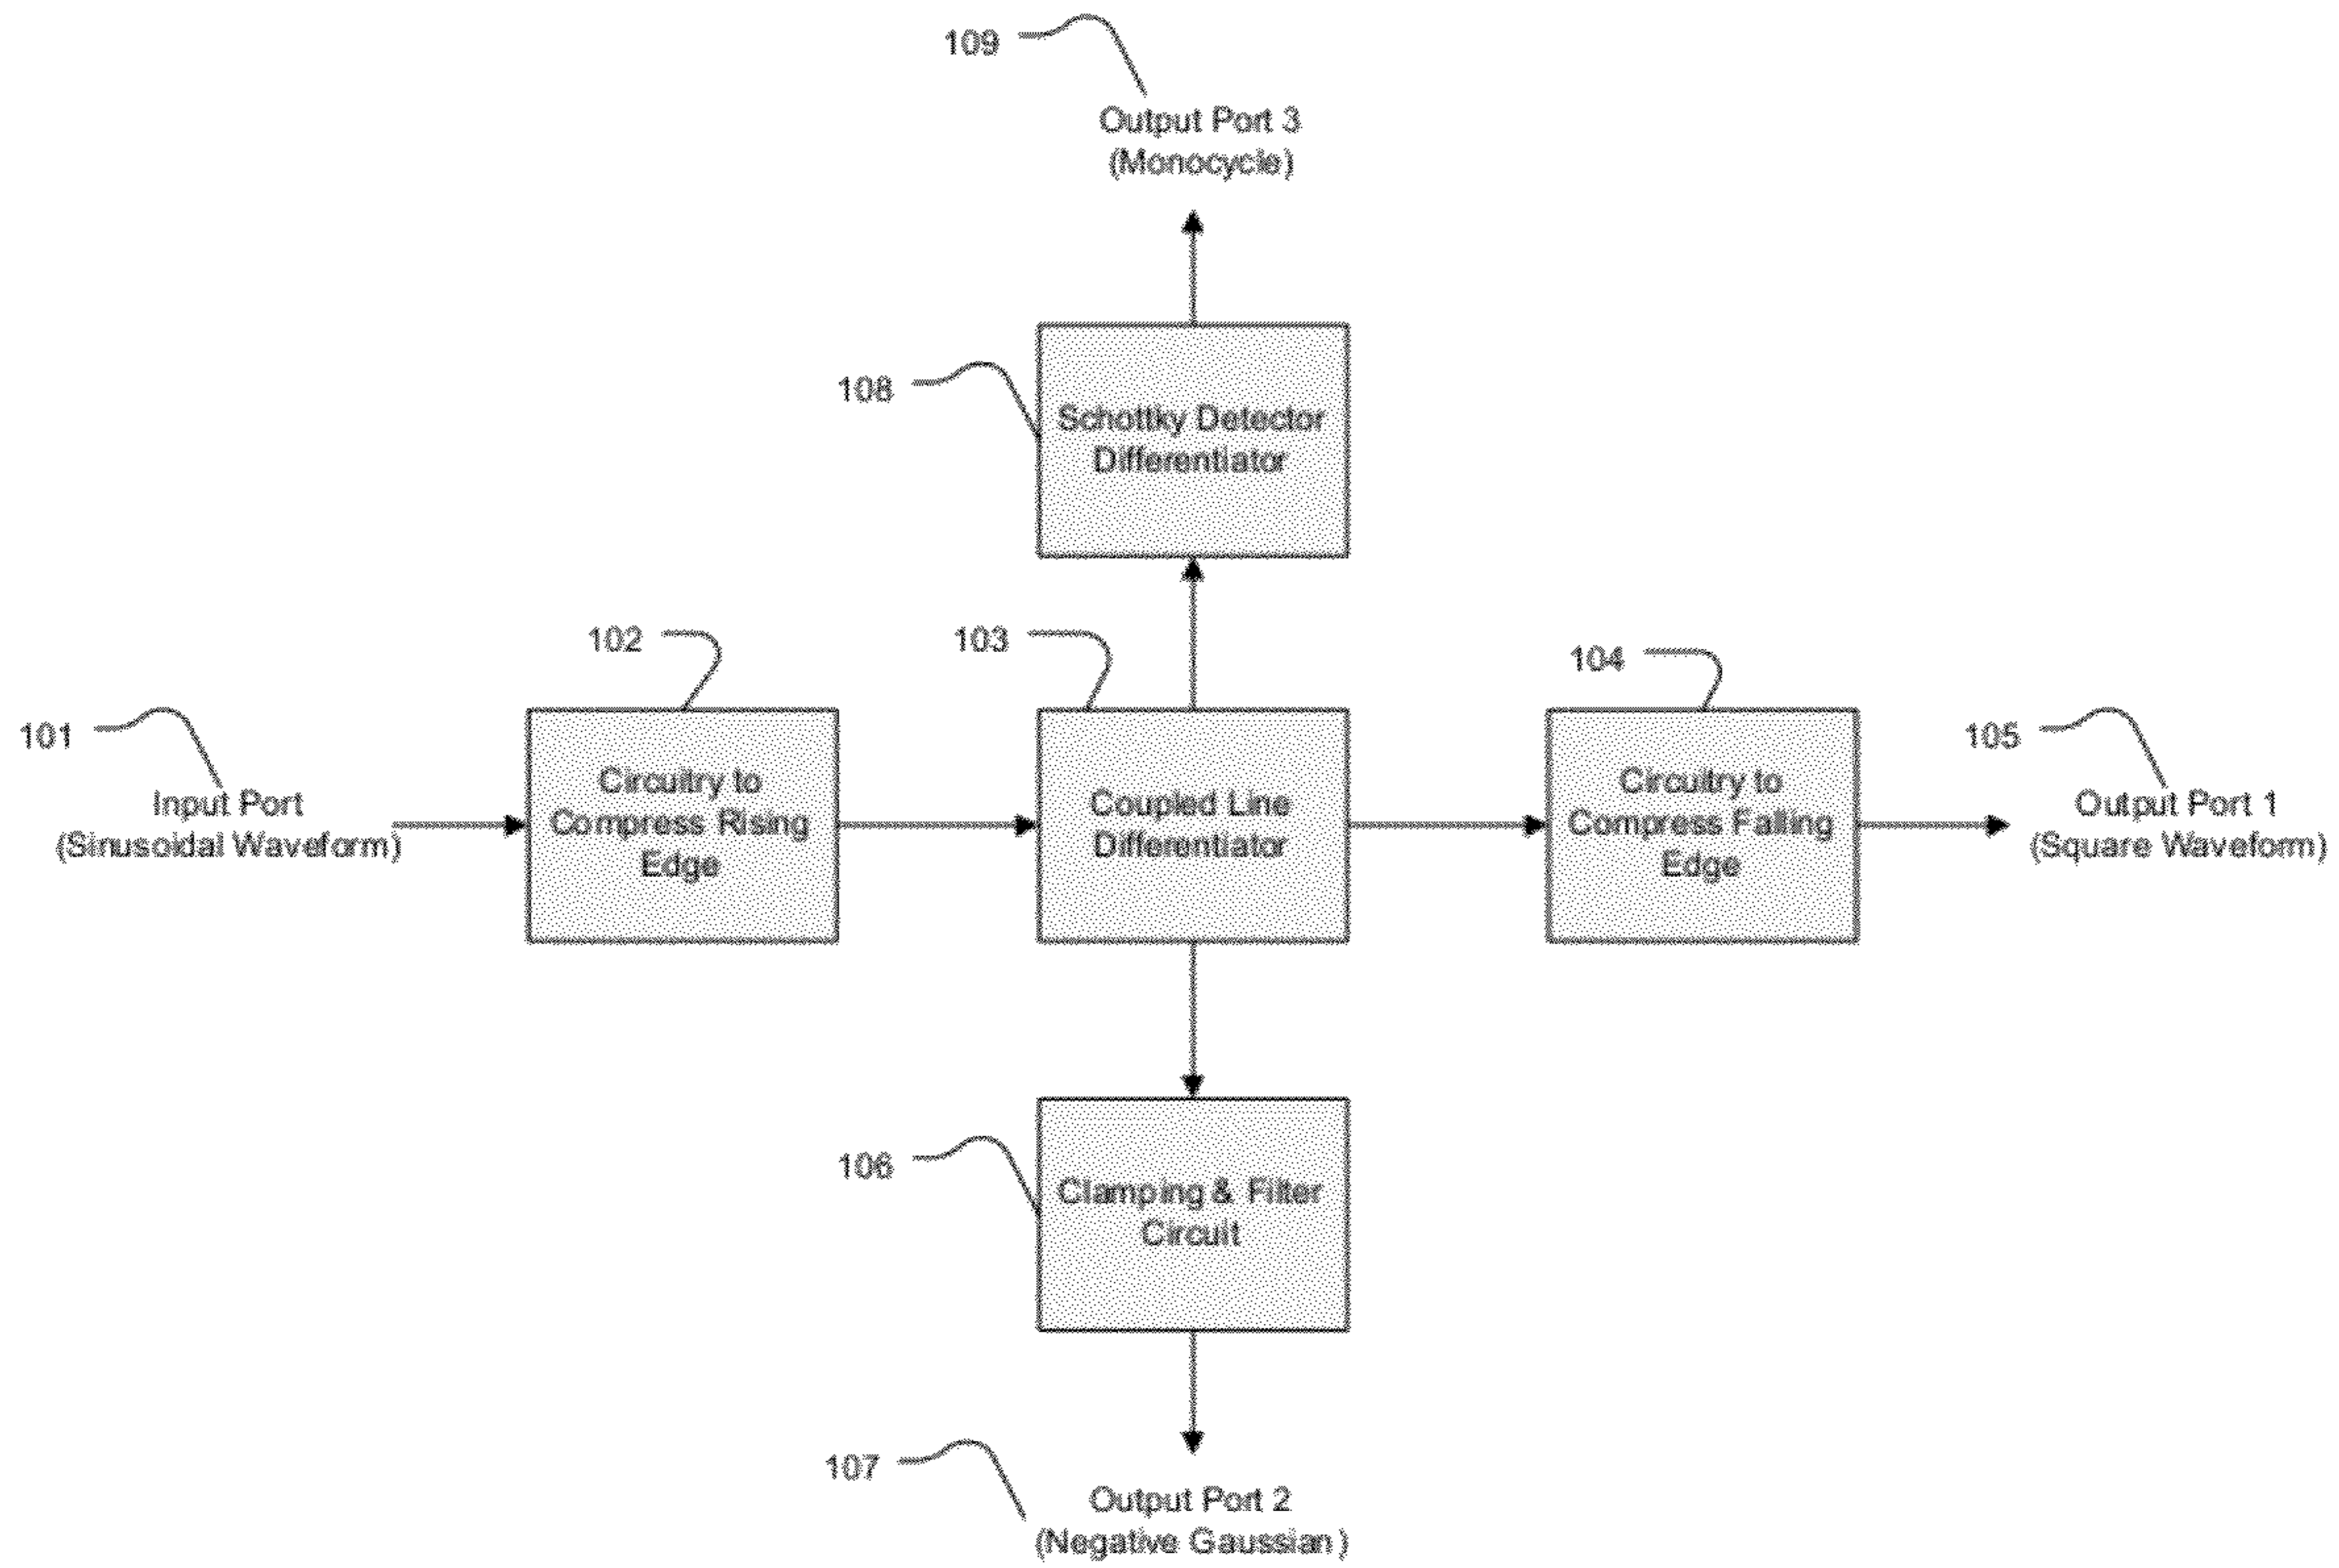 109
Output Port 3
(Monocycle)
108
Schottky Detector
Differentiator
102
103
104
101
105
Input Port
(Sinusoidal Waveform)
Circuitry to
Compress Rising
Edge
Coupled Line
Differentiator
Circuitry to
Compress Falling
Edge
Output Port 1
(Square Waveform)
106
Clamping & Filter
Circuit
107
Output Port 2
(Negative Gaussian)